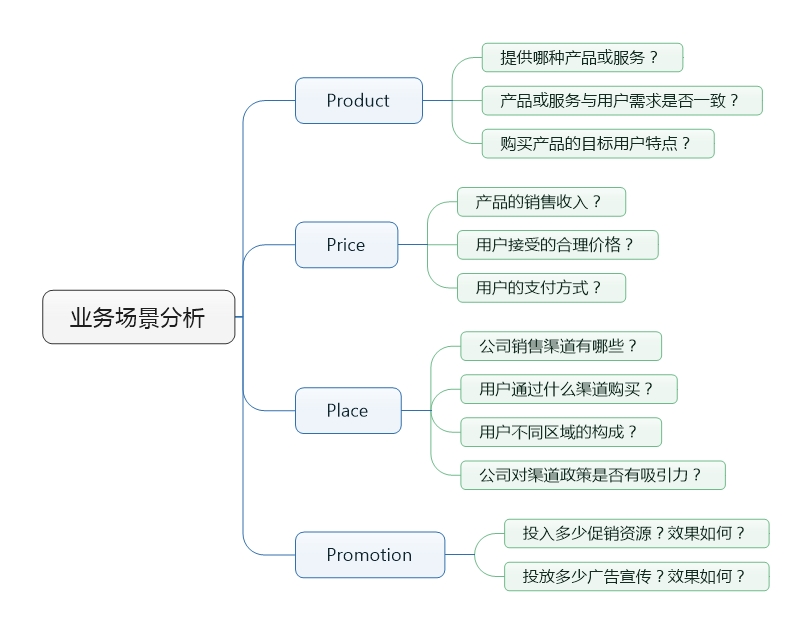 业务场景分析
Product
提供哪种产品或服务？
产品或服务与用户需求是否一致？
购买产品的目标用户特点？
Price
产品的销售收入？
用户接受的合理价格？
用户的支付方式？
Place
公司销售渠道有哪些？
用户通过什么渠道购买？
用户不同区域的构成？
公司对渠道政策是否有吸引力？
Promotion
投入多少促销资源？效果如何？
投放多少广告宣传？效果如何？